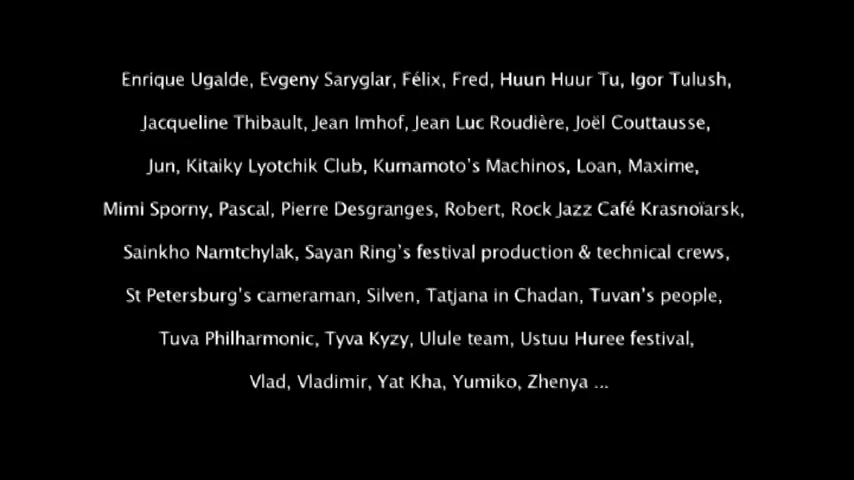 Enrique Ugalde, Evgeny Saryglar, Félix, Fred, Huun Huur Tu, Igor Tulush,
Jacqueline Thibault, Jean Imhof, Jean Luc Roudière, Joël Couttausse,
Jun, Kitaiky Lyotchik Club, Kumamoto's Machinos, Loan, Maxime,
Mimi Sporny, Pascal, Pierre Desgranges, Robert, Rock Jazz Café Krasnoïarsk,
Sainkho Namtchylak, Sayan Ring's festival production & technical crews,
St Petersburg's cameraman, Silven, Tatjana in Chadan, Tuvan's people,
Tuva Philharmonic, Tyva Kyzy, Ulule team, Ustuu Huree festival,
Vlad, Vladimir, Yat Kha, Yumiko, Zhenya ...